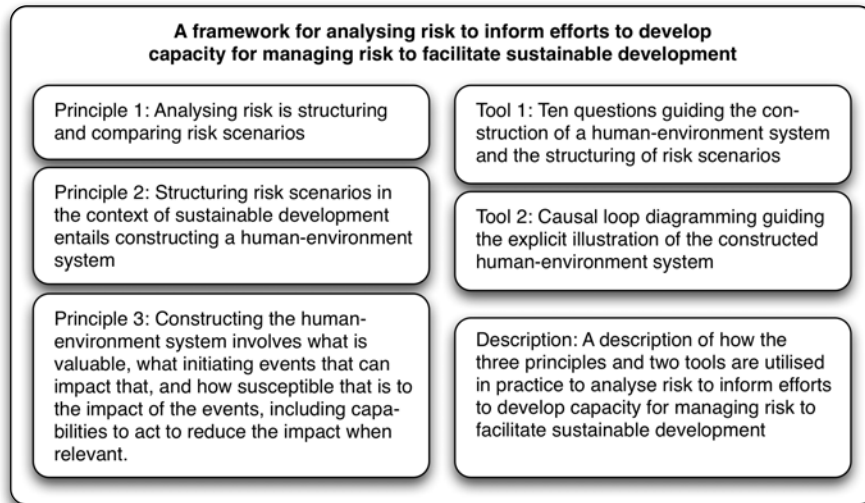 A framework for analysing risk to inform efforts to develop
capacity for managing risk to facilitate sustainable development
Principle 1: Analysing risk is structuring
and comparing risk scenarios
Principle 2: Structuring risk scenarios in
the context of sustainable development
entails constructing a human-environment
system
Principle 3: Constructing the human-
environment system involves what is
valuable, what initiating events that can
impact that, and how susceptible that is to
the impact of the events, including capa-
bilities to act to reduce the impact when
relevant.
Tool 1: Ten questions guiding the con-
struction of a human-environment system
and the structuring of risk scenarios
Tool 2: Causal loop diagramming guiding
the explicit illustration of the constructed
human-environment system
Description: A description of how the
three principles and two tools are utilised
in practice to analyse risk to inform efforts
to develop capacity for managing risk to
facilitate sustainable development